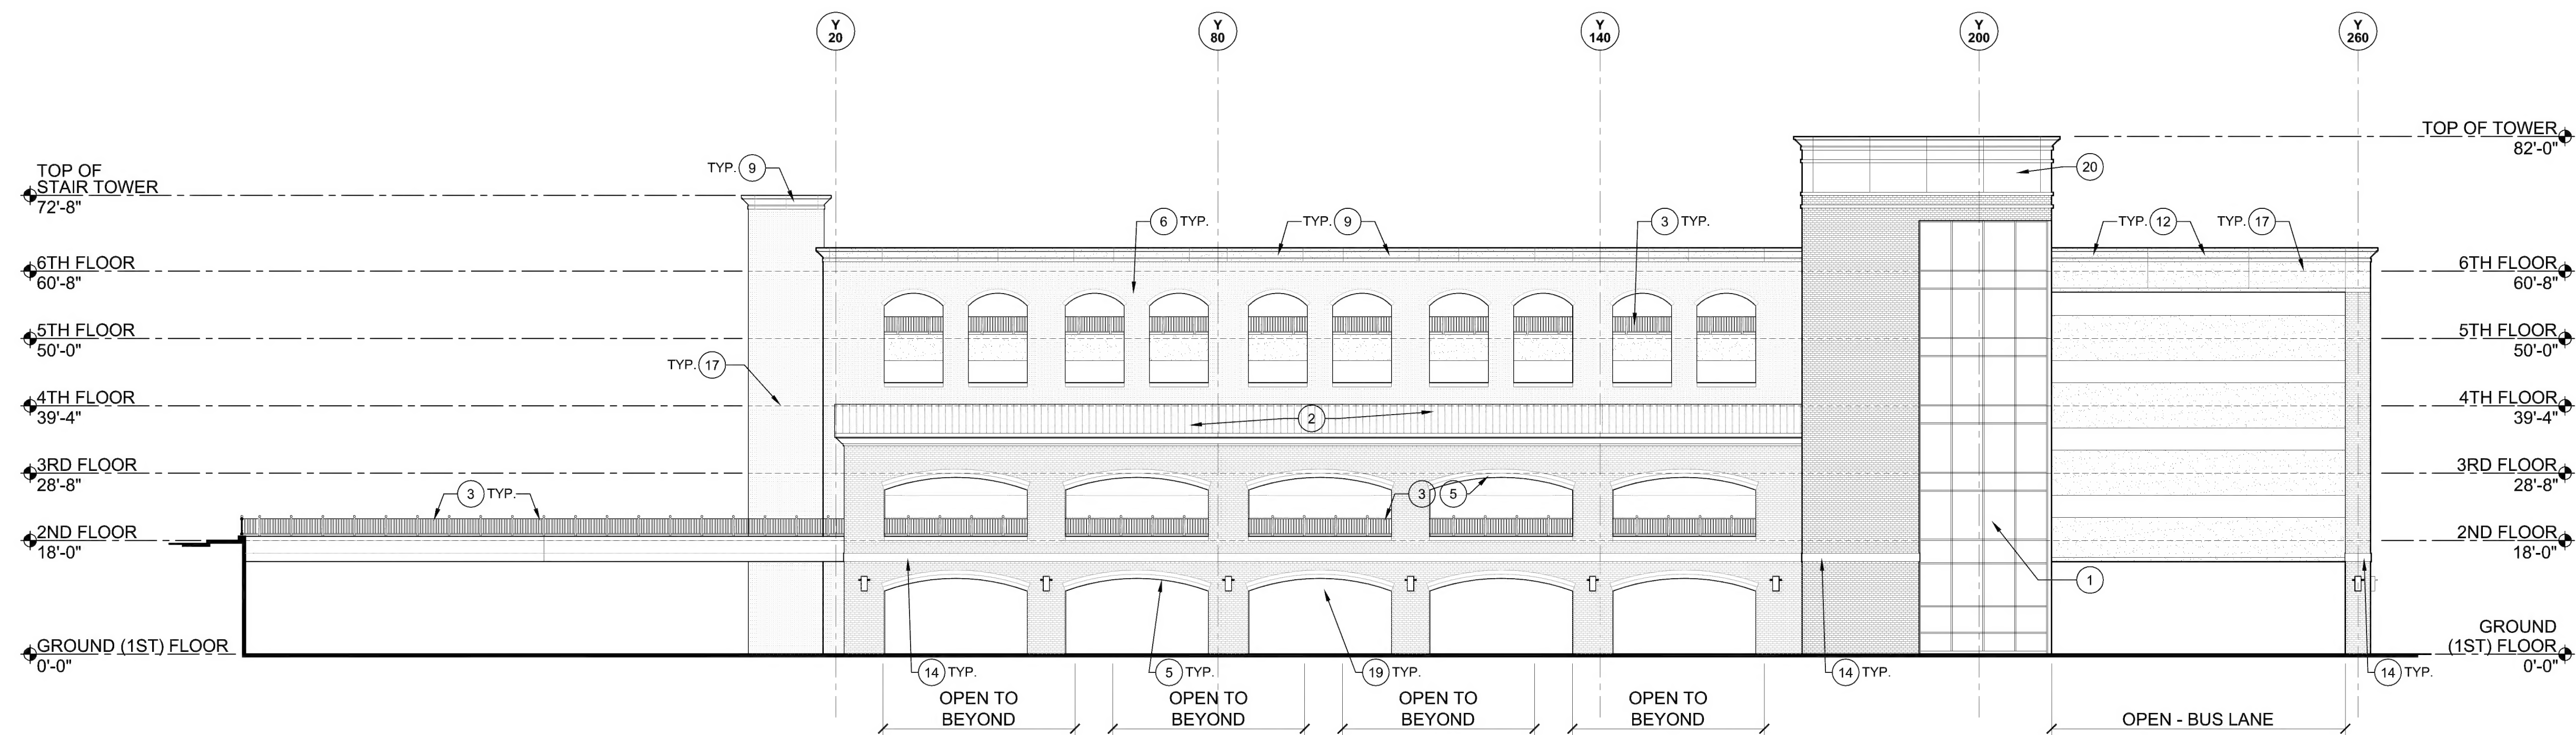 Y
20
Y
80
Y
140
Y
200
Y
260
TOP OF TOWER
82'-0"
TOP OF
STAIR TOWER
72'-8"
TYP. 9
20
6 TYP.
TYP. 9
3 TYP.
TYP. 12
TYP. 17
6TH FLOOR
60'-8"
6TH FLOOR
60'-8"
5TH FLOOR
50'-0"
5TH FLOOR
50'-0"
TYP. 17
4TH FLOOR
39'-4"
2
4TH FLOOR
39'-4"
3RD FLOOR
28'-8"
3RD FLOOR
28'-8"
3 TYP.
3
5
2ND FLOOR
18'-0"
2ND FLOOR
18'-0"
1
GROUND (1ST) FLOOR
0'-0"
GROUND
(1ST) FLOOR
0'-0"
14 TYP.
5 TYP.
19 TYP.
14 TYP.
14 TYP.
OPEN TO
BEYOND
OPEN TO
BEYOND
OPEN TO
BEYOND
OPEN TO
BEYOND
OPEN - BUS LANE